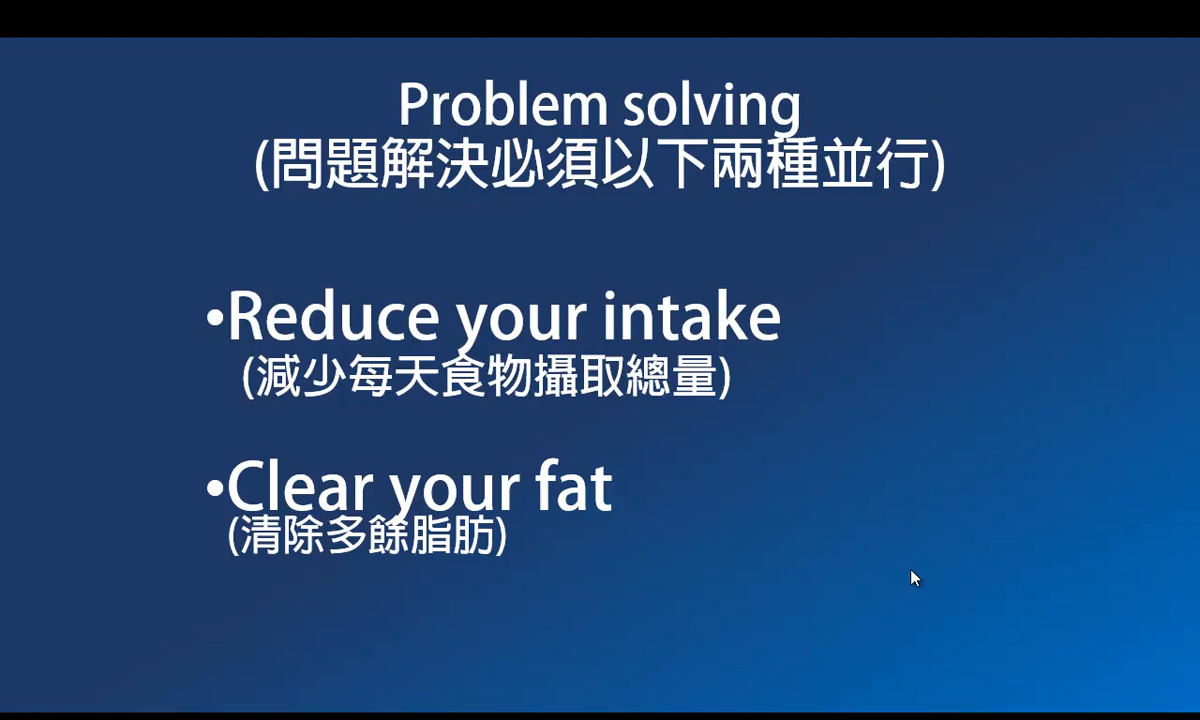 Problem solving
(問題解決必須以下兩種並行)
•Reduce your intake
(減少每天食物攝取總量)
•Clear your fat
(清除多餘脂肪)